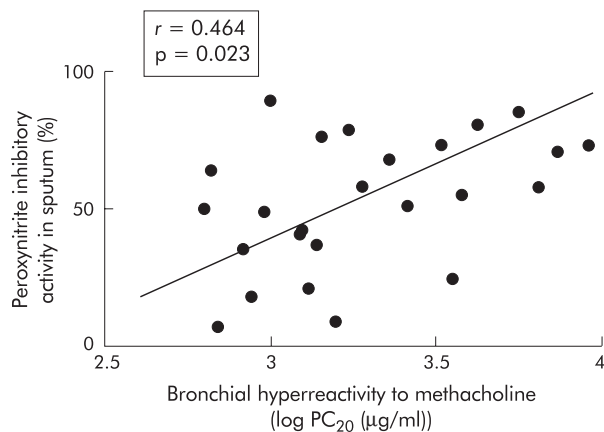 r = 0.464
p = 0.023
100
50
0
Peroxynitrite inhibitory
activity in sputum (%)
2.5
3
3.5
4
Bronchial hyperreactivity to methacholine
(log PC20 (μg/ml))